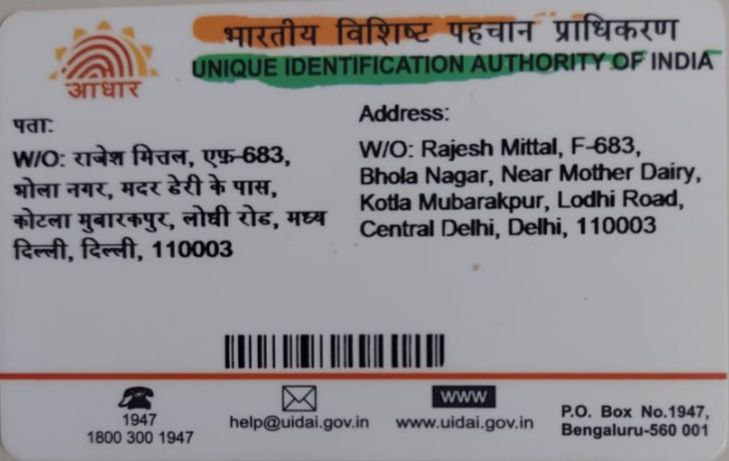 भारतीय विशिष्ट पहचान प्राधिकरण
UNIQUE IDENTIFICATION AUTHORITY OF INDIA
आधार
पता:
W/O: राजेश मित्तल, एफ़-683,
भोला नगर, मदर डेरी के पास,
कोटला मुबारकपुर, लोधी रोड, मध्य
दिल्ली, दिल्ली, 110003
Address:
W/O: Rajesh Mittal, F-683,
Bhola Nagar, Near Mother Dairy,
Kotla Mubarakpur, Lodhi Road,
Central Delhi, Delhi, 110003
1947
1800 300 1947
help@uidai.gov.in
www
www.uidai.gov.in
P.O. Box No.1947,
Bengaluru-560 001